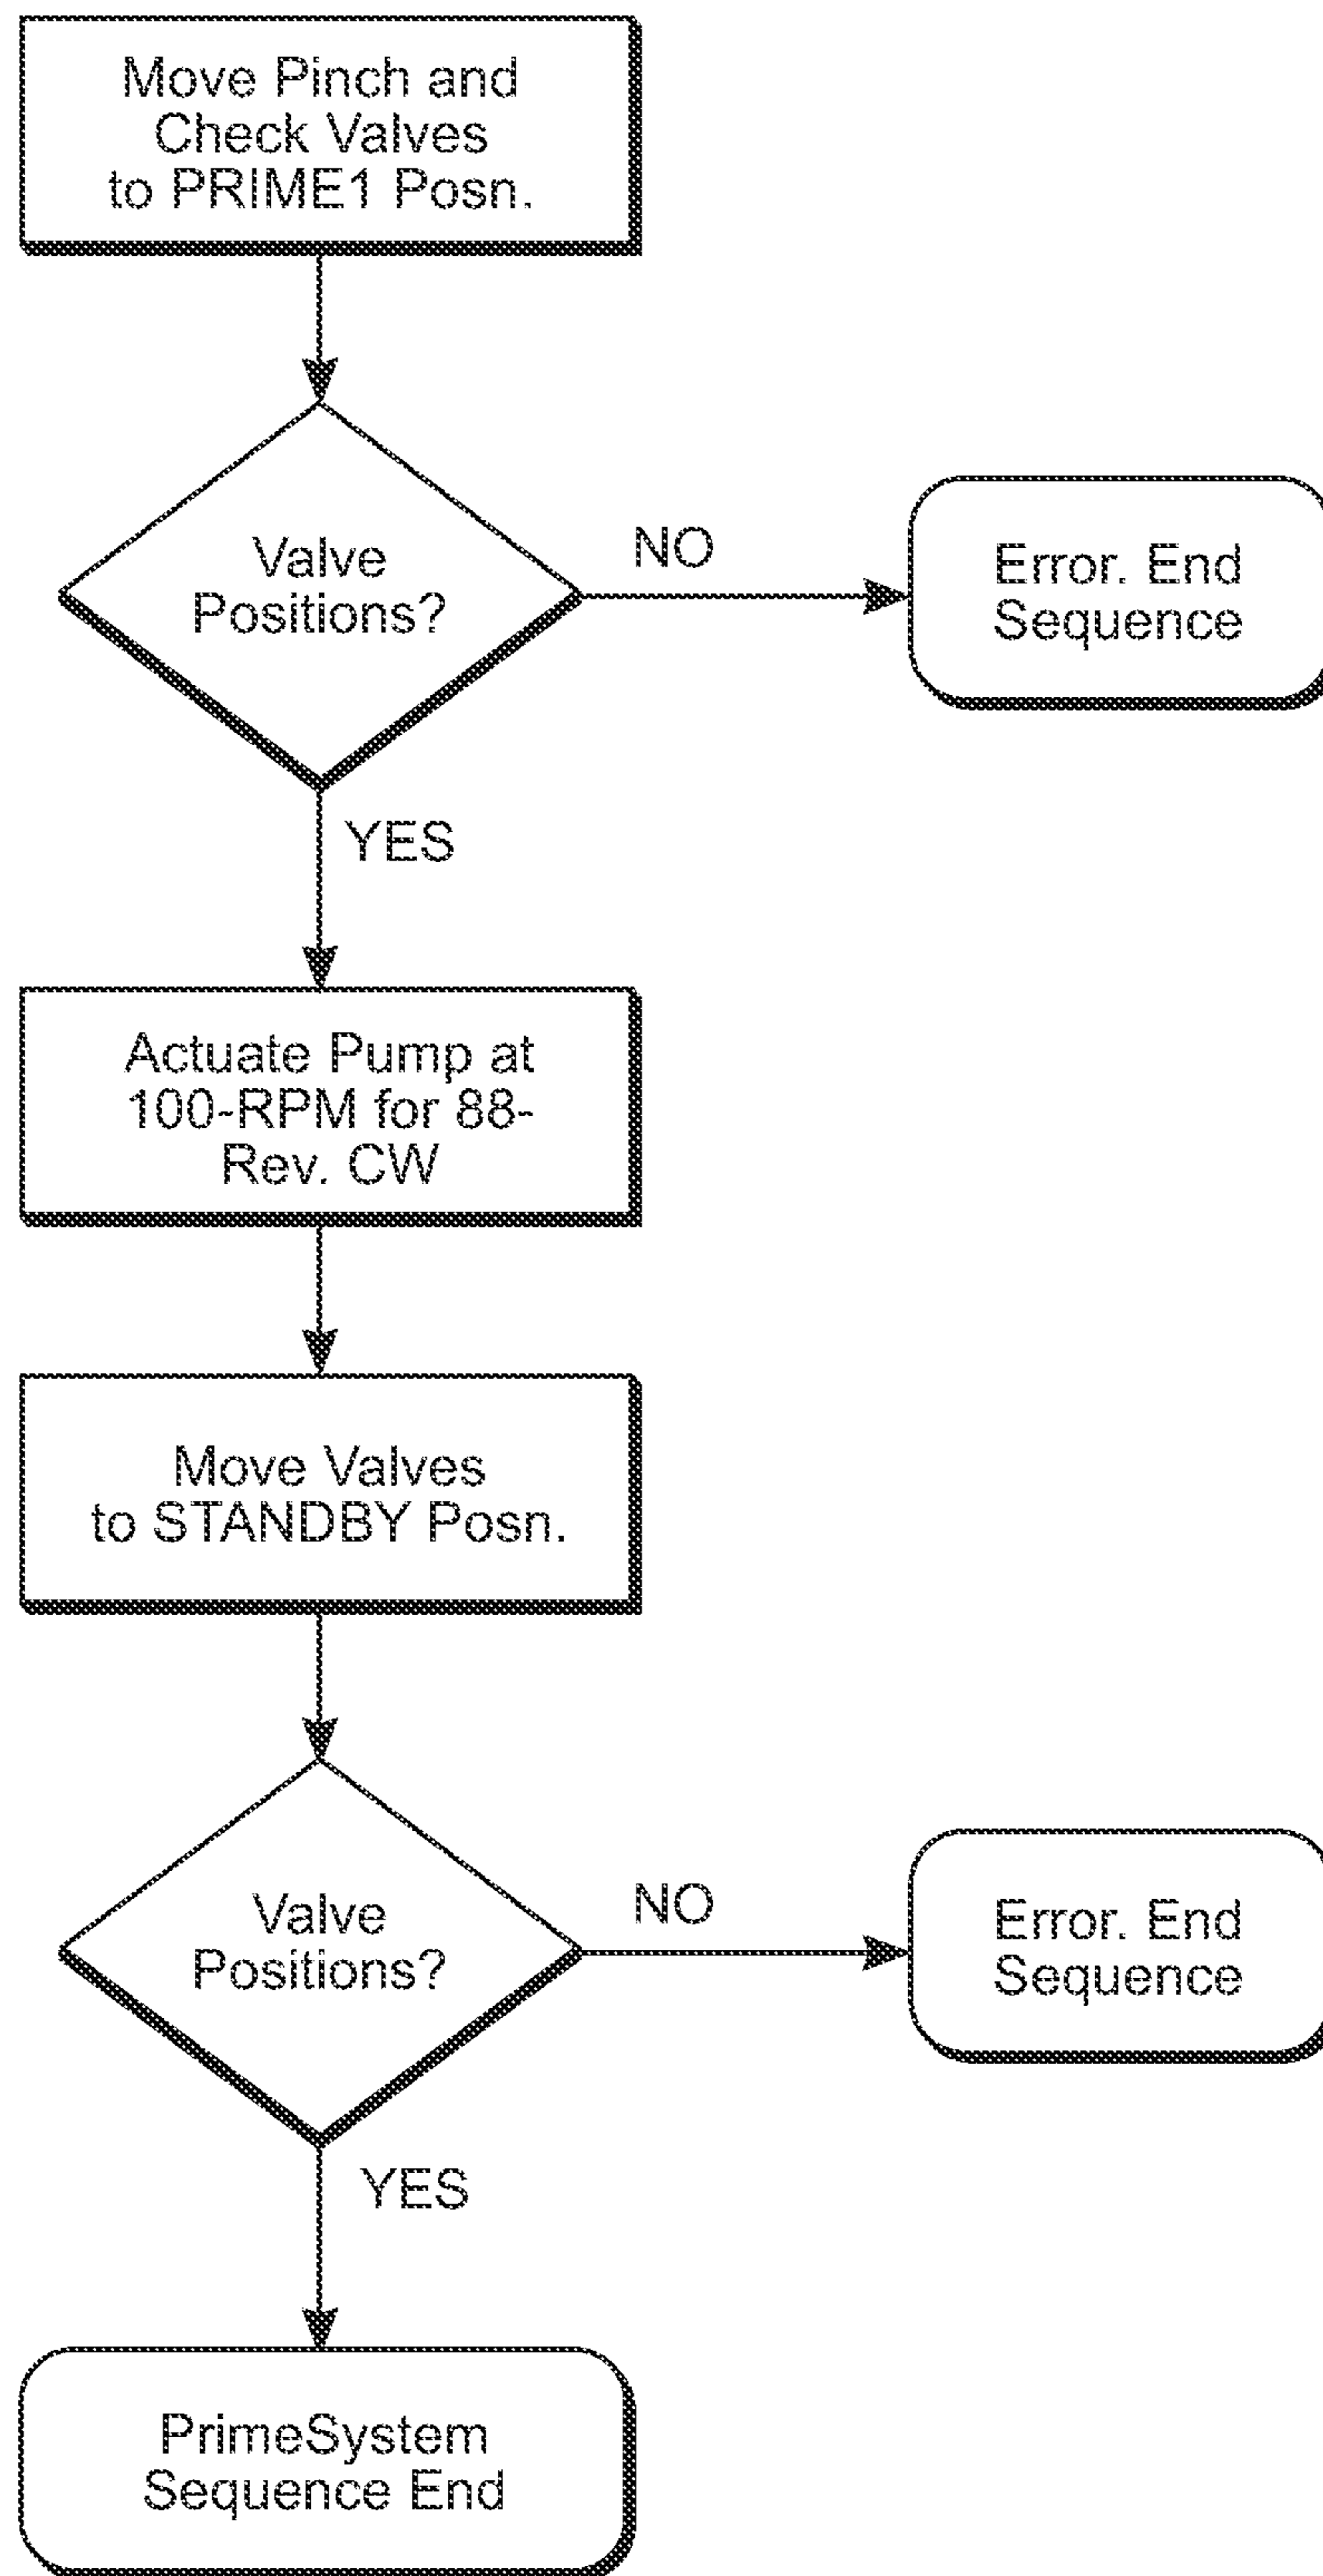 Move Pinch and
Check Valves
to PRIME1 Posn.
Valve
Positions?
NO
Error. End
Sequence
YES
Actuate Pump at
100-RPM for 88-
Rev. CW
Move Valves
to STANDBY Posn.
Valve
Positions?
NO
Error. End
Sequence
YES
PrimeSystem
Sequence End